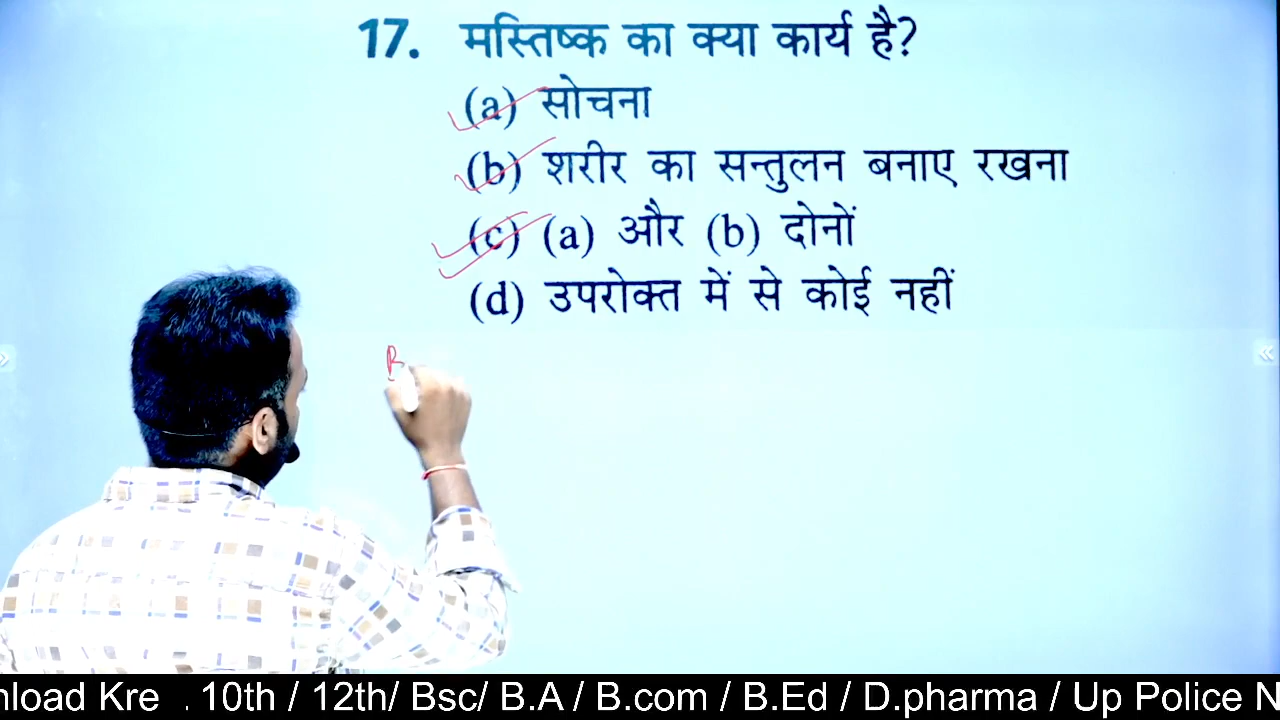 17. मस्तिष्क का क्या कार्य है?
(a) सोचना
(b) शरीर का सन्तुलन बनाए रखना
(c) (a) और (b) दोनों
(d) उपरोक्त में से कोई नहीं
B
nload Kre . 10th / 12th/ Bsc/ B.A / B.com / B.Ed / D.pharma / Up Police N